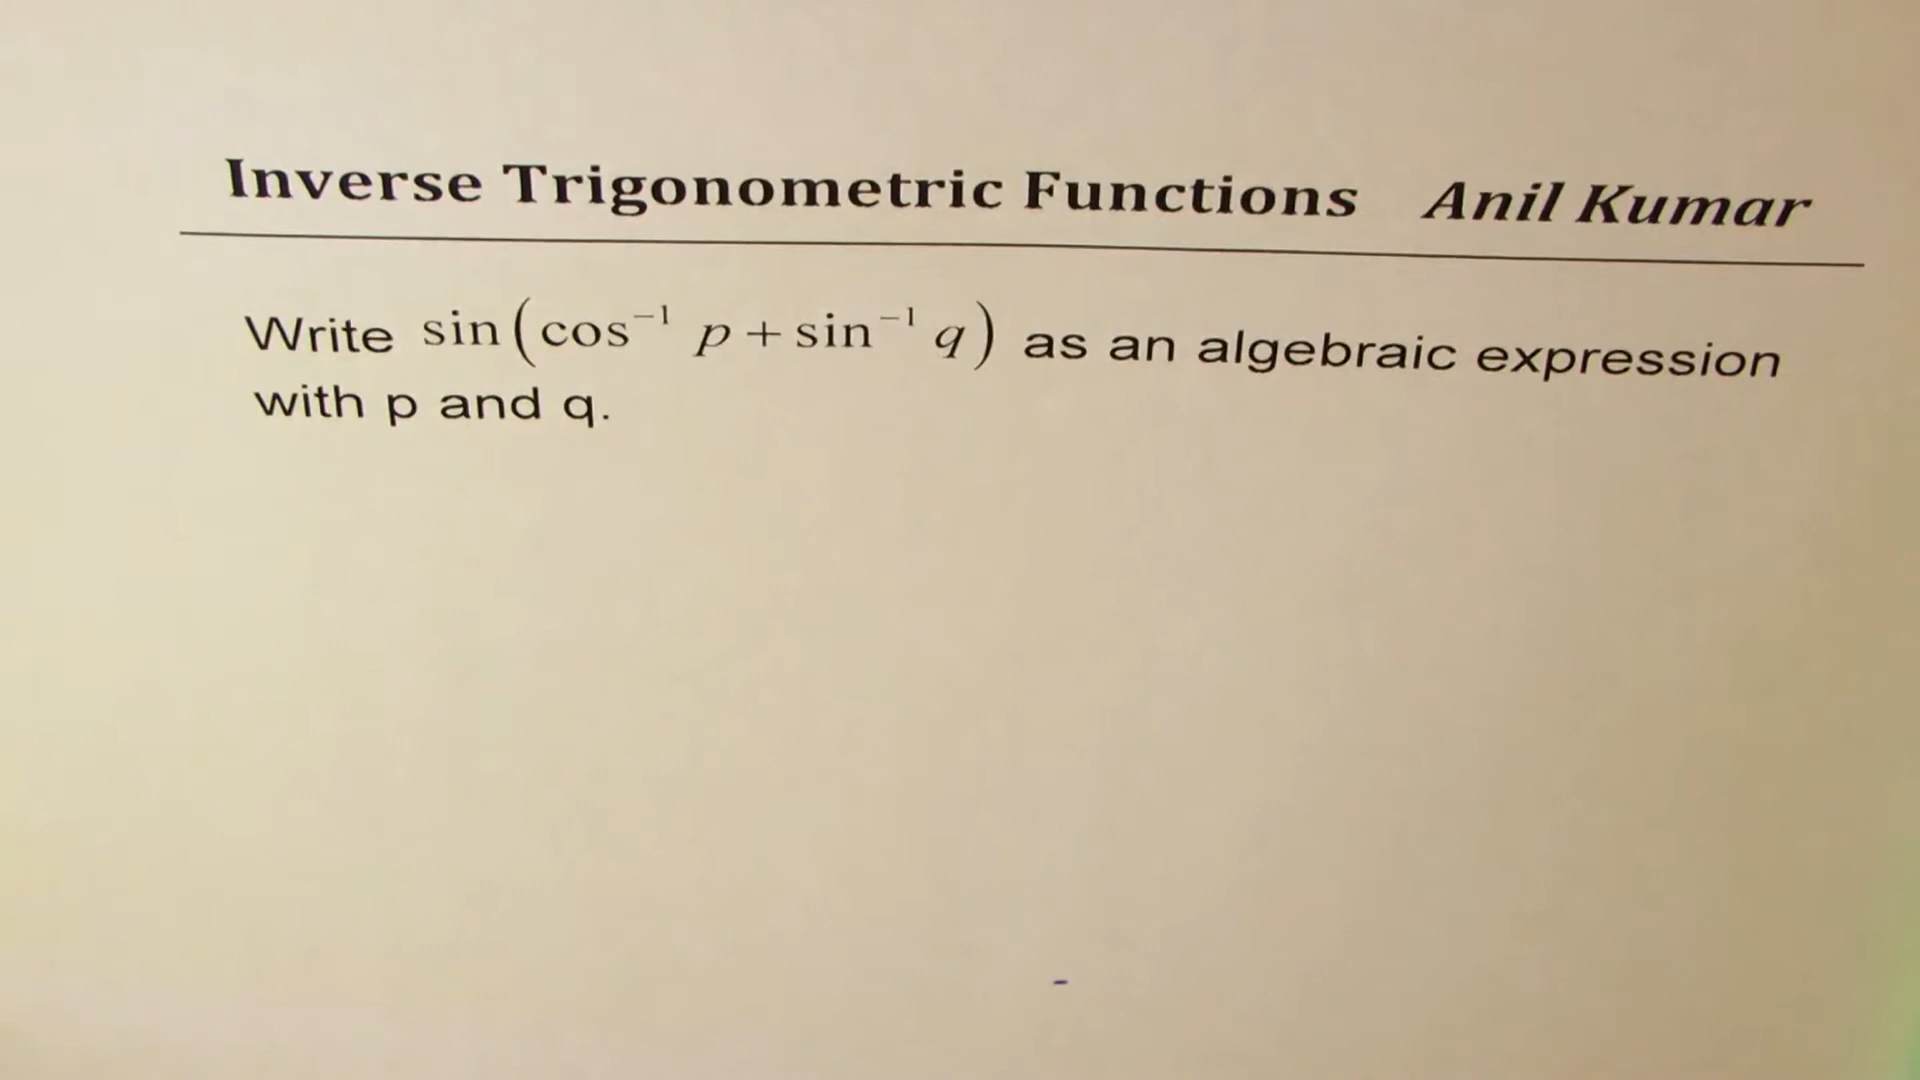 Inverse Trigonometric Functions Anil Kumar
Write sin(cos⁻¹ p + sin⁻¹ q) as an algebraic expression
with p and q.